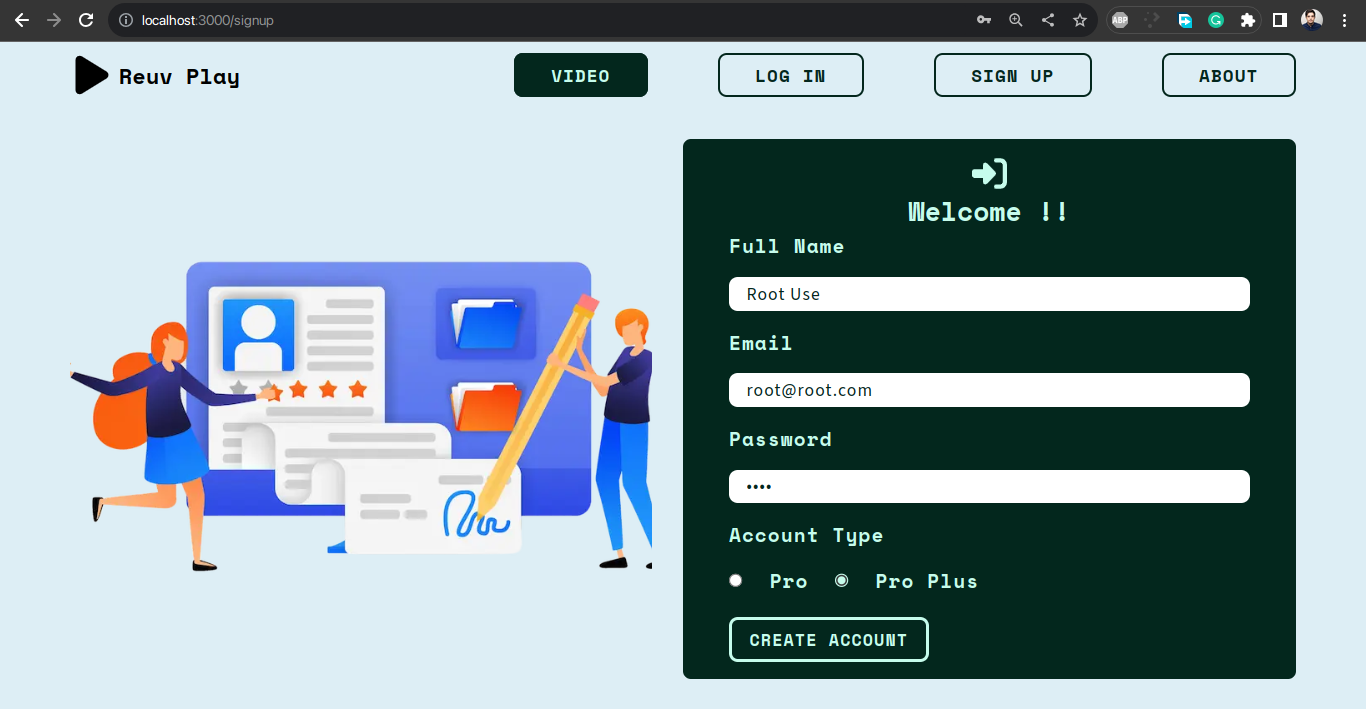 localhost:3000/signup
ABP
G
Reuv Play
VIDEO
LOG IN
SIGN UP
ABOUT
Welcome !!
Full Name
Root Use
Email
root@root.com
Password
••••
Account Type
Pro
Pro Plus
CREATE ACCOUNT